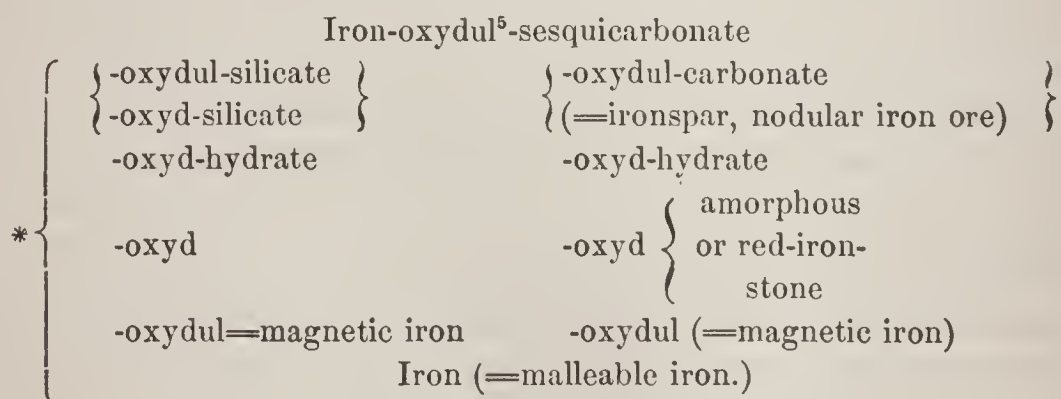 Iron-oxydul⁵-sesquicarbonate
-oxydul-silicate -oxydul-carbonate
-oxyd-silicate (=ironspar, nodular iron ore)
-oxyd-hydrate -oxyd-hydrate
amorphous
* -oxyd -oxyd or red-iron-
stone
-oxydul=magnetic iron -oxydul (=magnetic iron)
Iron (=malleable iron.)